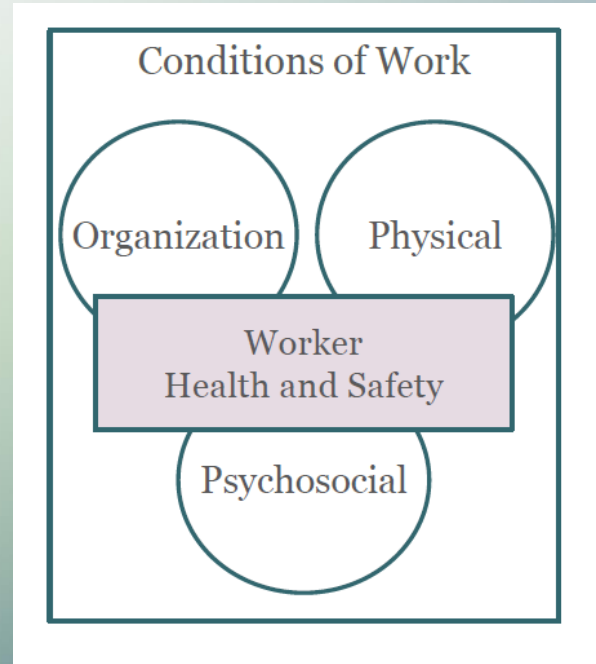 Conditions of Work
Organization
Physical
Worker
Health and Safety
Psychosocial